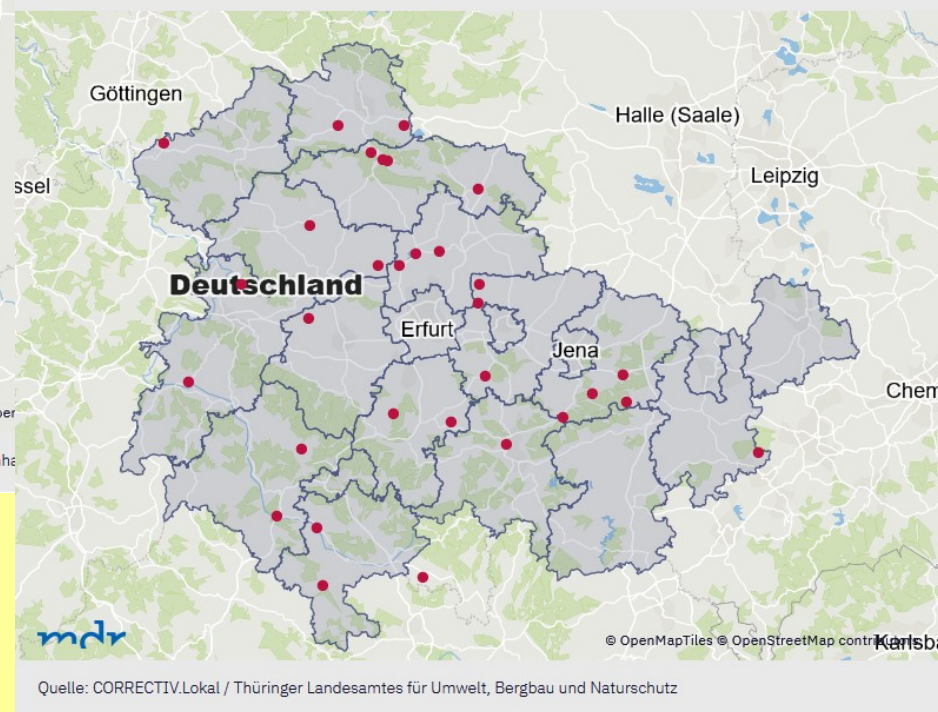 Göttingen
Halle (Saale)
ssel
Leipzig
Deutschland
Erfurt
Jena
Chem
mdr
© OpenMapTiles © OpenStreetMap
Karlsba
Quelle: CORRECTIV.Lokal / Thüringer Landesamtes für Umwelt, Bergbau und Naturschutz